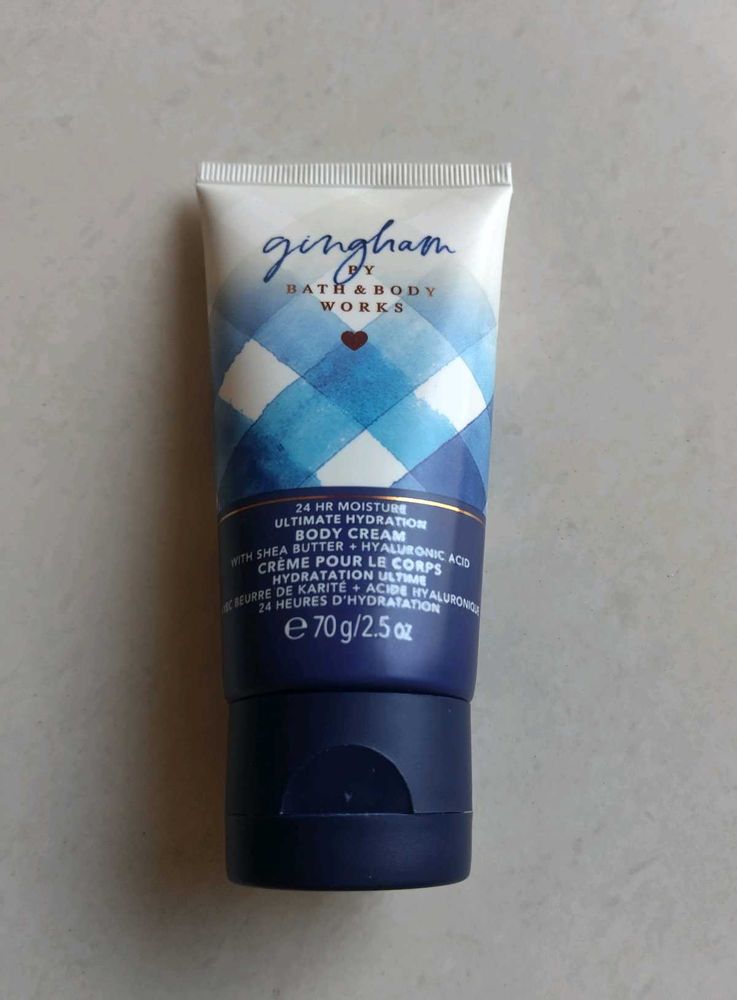 gingham
BY
BATH & BODY
WORKS
24 HR MOISTURE
ULTIMATE HYDRATION
BODY CREAM
WITH SHEA BUTTER + HYALURONIC ACID
CRÈME POUR LE CORPS
HYDRATATION ULTIME
BEURRE DE KARITÉ + ACIDE HYALURONIQUE
24 HEURES D'HYDRATATION
e 70 g/2.5 oz